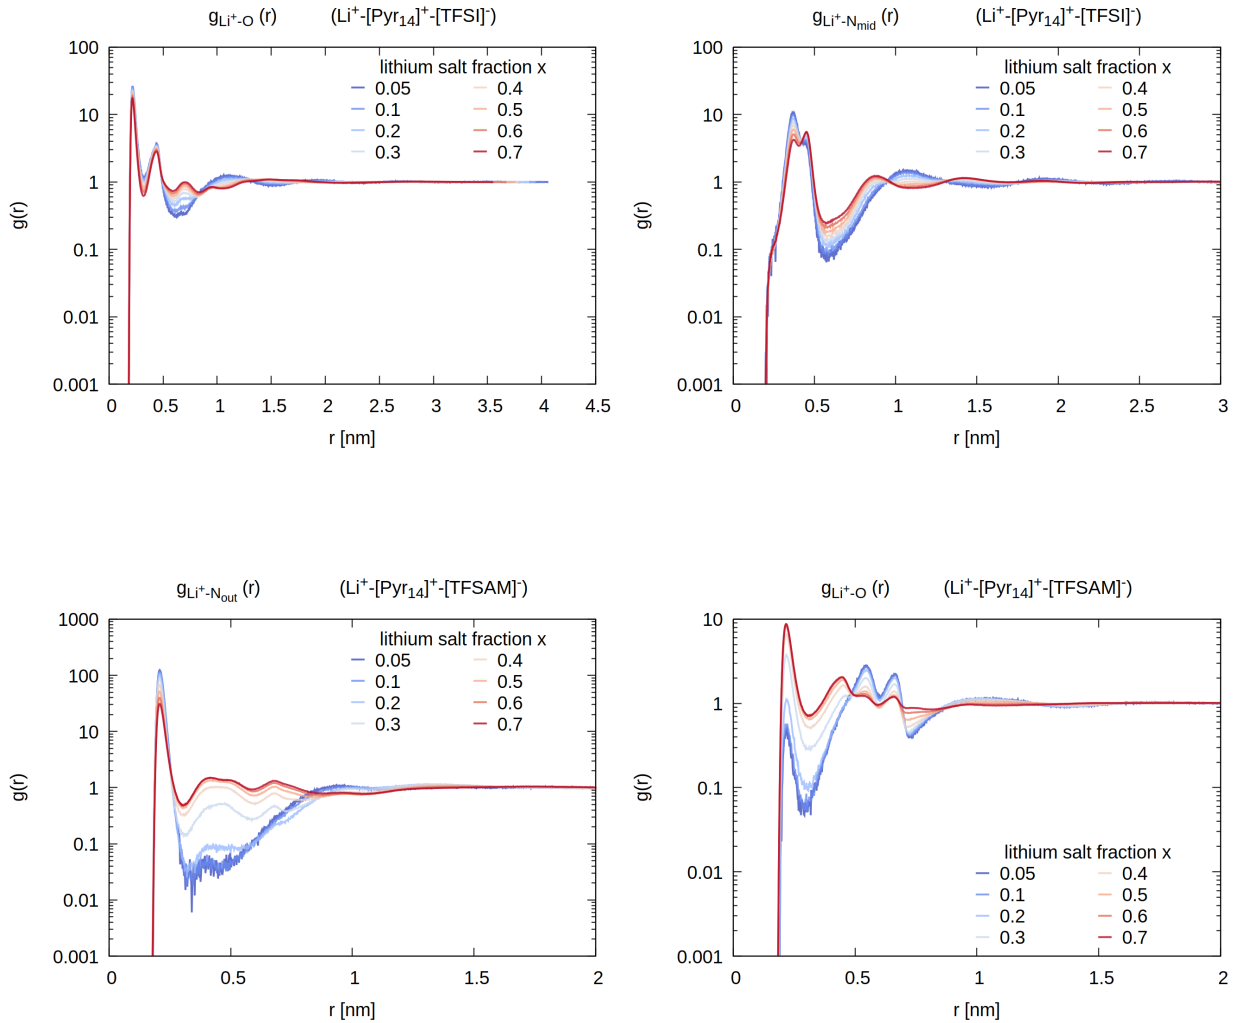 g_Li⁺-O (r) (Li⁺-[Pyr₁₄]⁺-[TFSI]⁻)
100
10
1
0.1
0.01
0.001
g(r)
lithium salt fraction x
0.05 0.4
0.1 0.5
0.2 0.6
0.3 0.7
0 0.5 1 1.5 2 2.5 3 3.5 4 4.5
r [nm]
g_Li⁺-N_mid (r) (Li⁺-[Pyr₁₄]⁺-[TFSI]⁻)
100
10
1
0.1
0.01
0.001
g(r)
lithium salt fraction x
0.05 0.4
0.1 0.5
0.2 0.6
0.3 0.7
0 0.5 1 1.5 2 2.5 3
r [nm]
g_Li⁺-N_out (r) (Li⁺-[Pyr₁₄]⁺-[TFSAM]⁻)
1000
100
10
1
0.1
0.01
0.001
g(r)
lithium salt fraction x
0.05 0.4
0.1 0.5
0.2 0.6
0.3 0.7
0 0.5 1 1.5 2
r [nm]
g_Li⁺-O (r) (Li⁺-[Pyr₁₄]⁺-[TFSAM]⁻)
10
1
0.1
0.01
0.001
g(r)
lithium salt fraction x
0.05 0.4
0.1 0.5
0.2 0.6
0.3 0.7
0 0.5 1 1.5 2
r [nm]